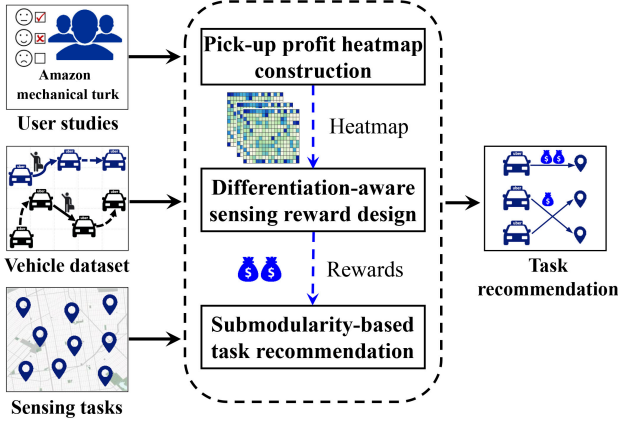 Amazon
mechanical turk
User studies
Vehicle dataset
Sensing tasks
Pick-up profit heatmap
construction
Heatmap
Differentiation-aware
sensing reward design
$ $
Rewards
Submodularity-based
task recommendation
$ $
$
Task
recommendation